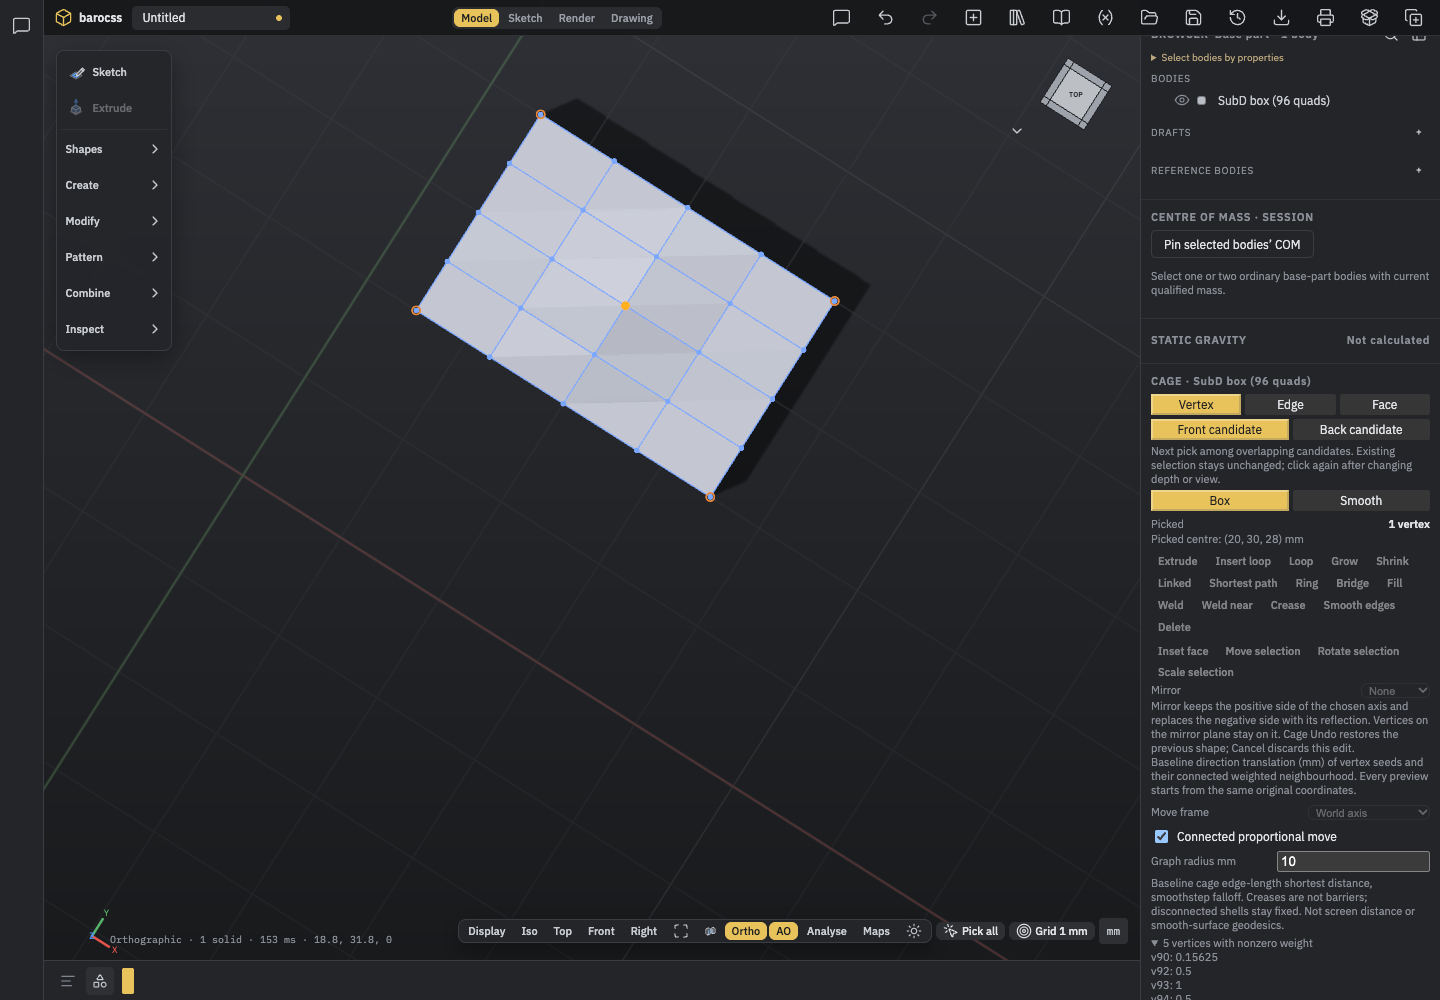 barocss
Untitled
Model
Sketch
Render
Drawing
Sketch
Extrude
Shapes
Create
Modify
Pattern
Combine
Inspect
TOP
BROWSER Base part · 1 body
Select bodies by properties
BODIES
SubD box (96 quads)
DRAFTS
+
REFERENCE BODIES
+
CENTRE OF MASS · SESSION
Pin selected bodies’ COM
Select one or two ordinary base-part bodies with current
qualified mass.
STATIC GRAVITY
Not calculated
CAGE · SubD box (96 quads)
Vertex
Edge
Face
Front candidate
Back candidate
Next pick among overlapping candidates. Existing
selection stays unchanged; click again after changing
depth or view.
Box
Smooth
Picked
1 vertex
Picked centre: (20, 30, 28) mm
Extrude Insert loop Loop Grow Shrink
Linked Shortest path Ring Bridge Fill
Weld Weld near Crease Smooth edges
Delete
Inset face Move selection Rotate selection
Scale selection
Mirror
None
Mirror keeps the positive side of the chosen axis and
replaces the negative side with its reflection. Vertices on
the mirror plane stay on it. Cage Undo restores the
previous shape; Cancel discards this edit.
Baseline direction translation (mm) of vertex seeds and
their connected weighted neighbourhood. Every preview
starts from the same original coordinates.
Move frame
World axis
Connected proportional move
Graph radius mm
10
Baseline cage edge-length shortest distance,
smoothstep falloff. Creases are not barriers;
disconnected shells stay fixed. Not screen distance or
smooth-surface geodesics.
5 vertices with nonzero weight
v90: 0.15625
v92: 0.5
v93: 1
v94: 0.5
Y
X
Orthographic · 1 solid · 153 ms · 18.8, 31.8, 0
Display
Iso
Top
Front
Right
Ortho
AO
Analyse
Maps
Pick all
Grid 1 mm
mm